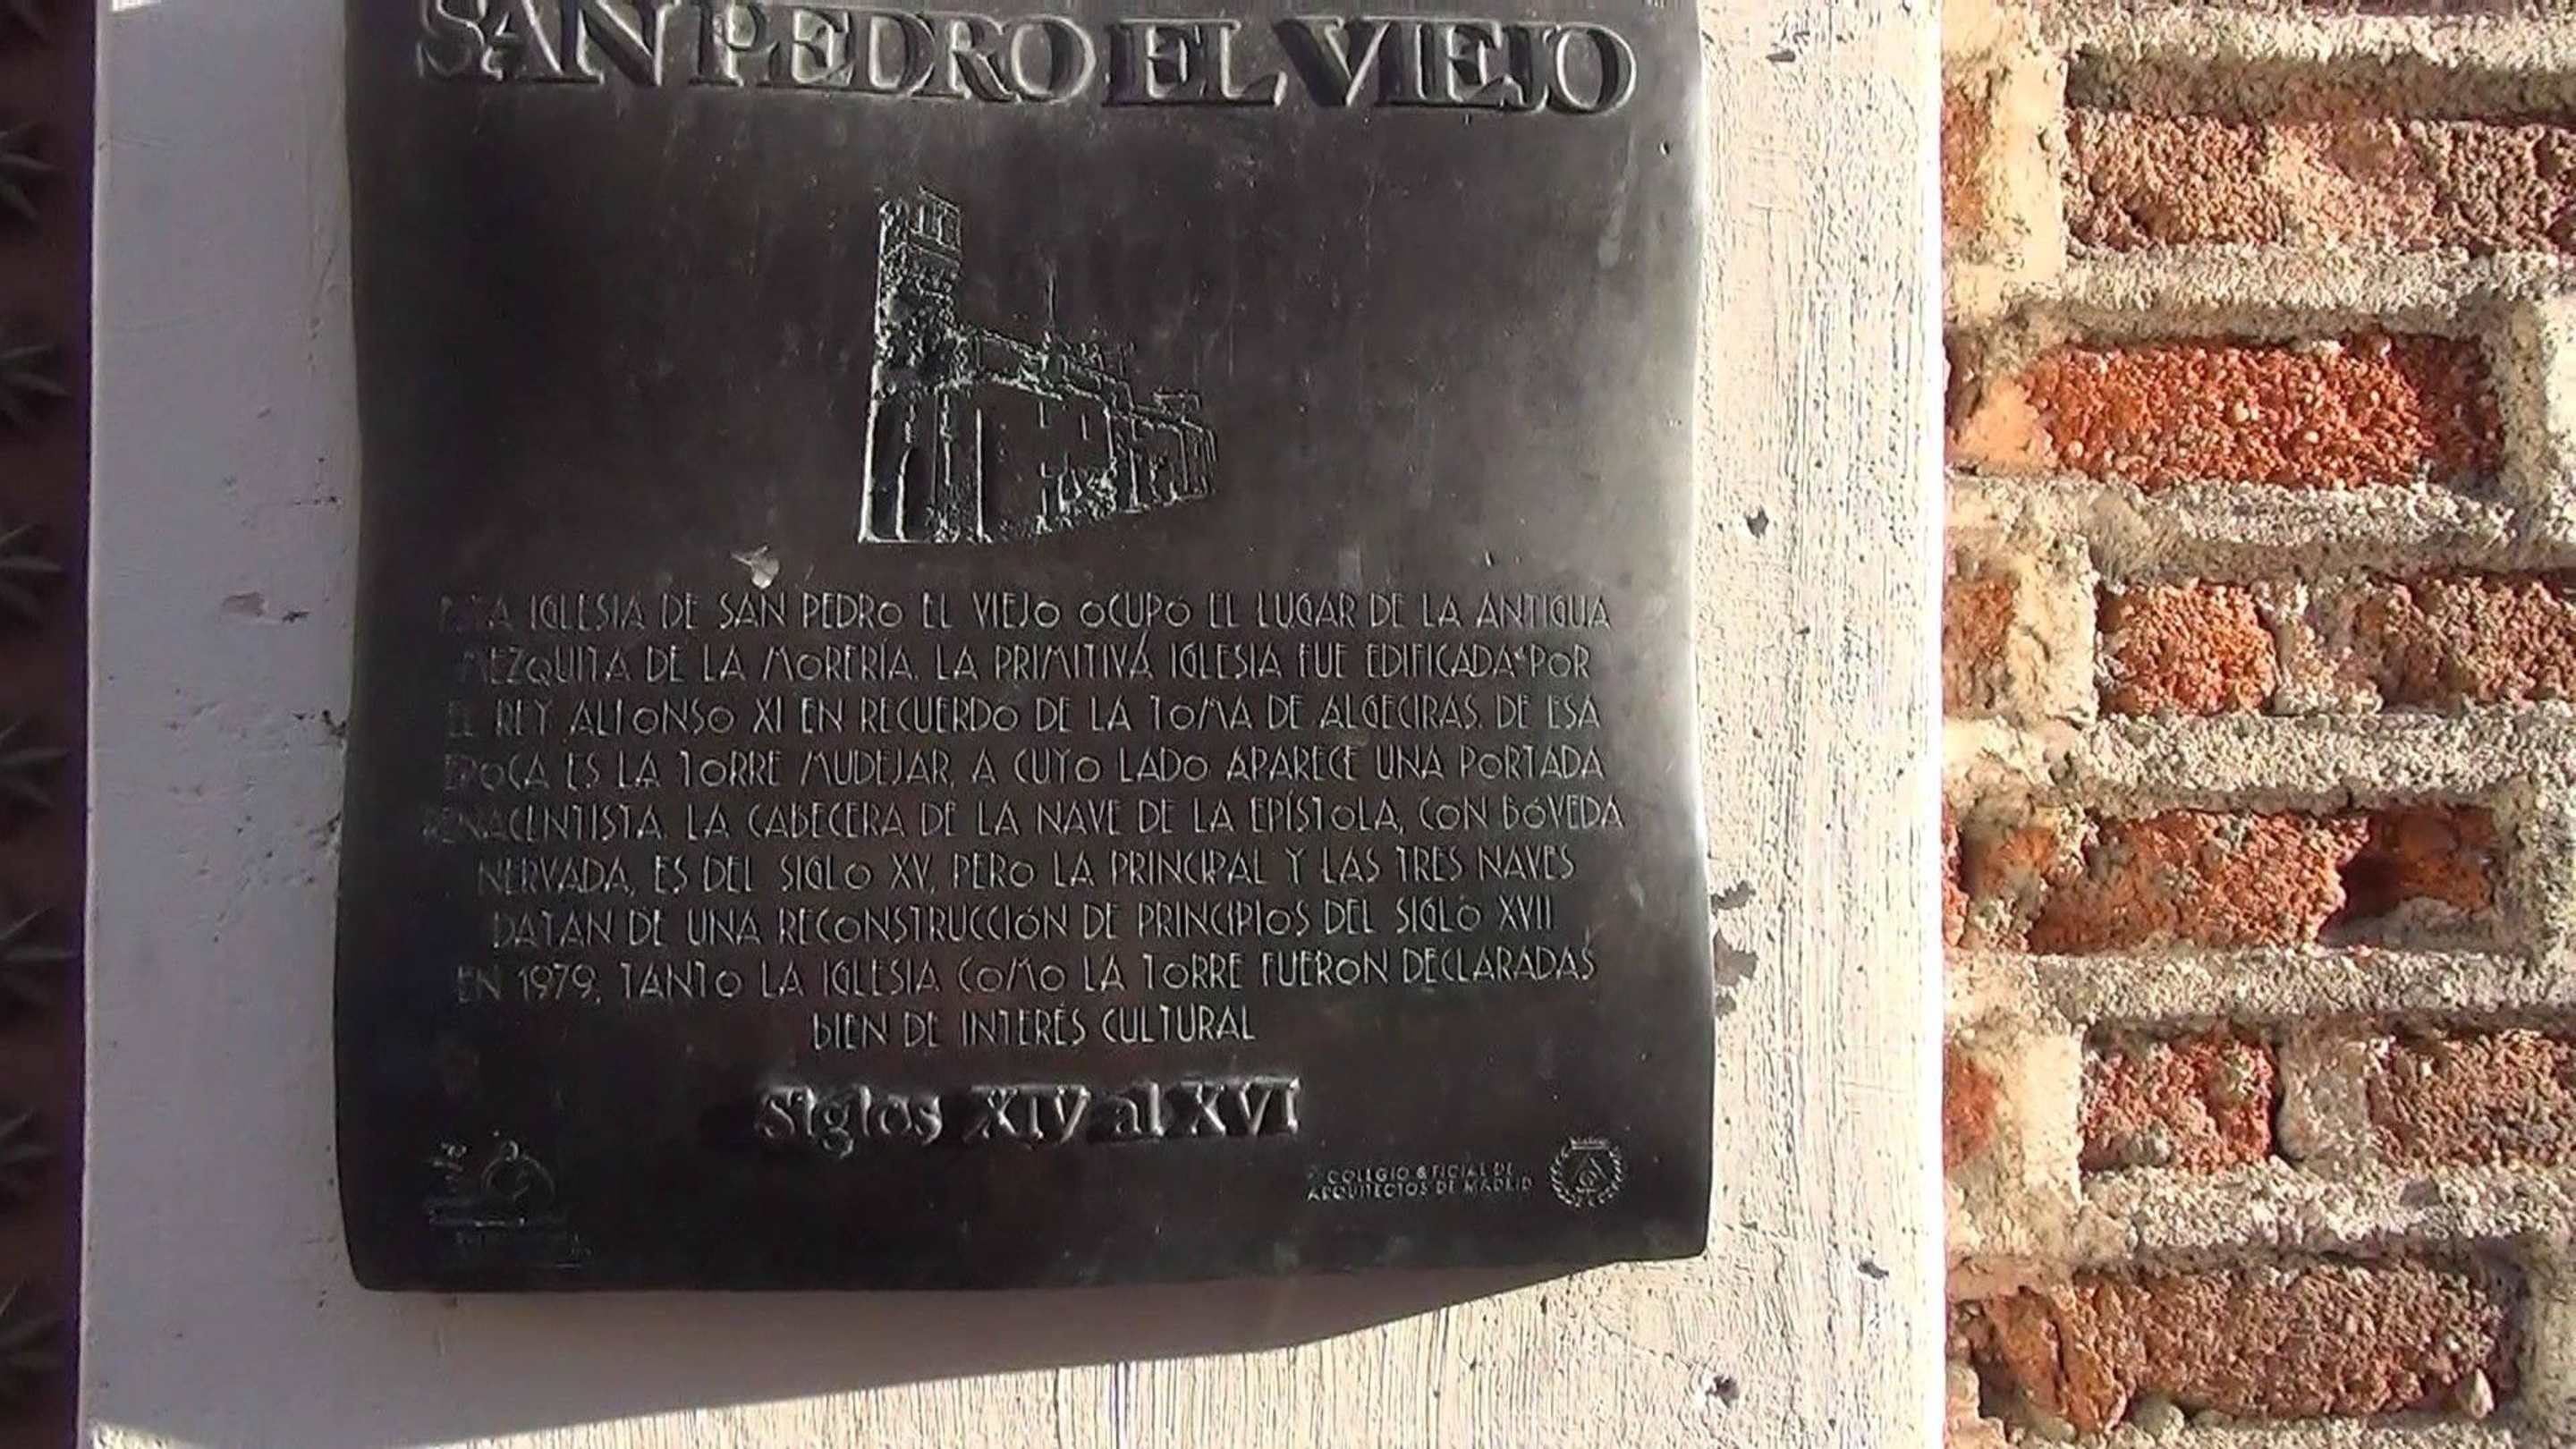 SAN PEDRO EL VIEJO
ESTA IGLESIA DE SAN PEDRO EL VIEJO OCUPÓ EL LUGAR DE LA ANTIGUA
MEZQUITA DE LA MORERÍA. LA PRIMITIVA IGLESIA FUE EDIFICADA POR
EL REY ALFONSO XI EN RECUERDO DE LA TOMA DE ALGECIRAS. DE ESA
EPOCA ES LA TORRE MUDEJAR, A CUYO LADO APARECE UNA PORTADA
RENACENTISTA. LA CABECERA DE LA NAVE DE LA EPÍSTOLA, CON BÓVEDA
NERVADA, ES DEL SIGLO XV, PERO LA PRINCIPAL Y LAS TRES NAVES
DATAN DE UNA RECONSTRUCCIÓN DE PRINCIPIOS DEL SIGLO XVII.
EN 1979, TANTO LA IGLESIA COMO LA TORRE FUERON DECLARADAS
BIEN DE INTERÉS CULTURAL
Siglos XIV al XVI
COLEGIO OFICIAL DE
ARQUITECTOS DE MADRID